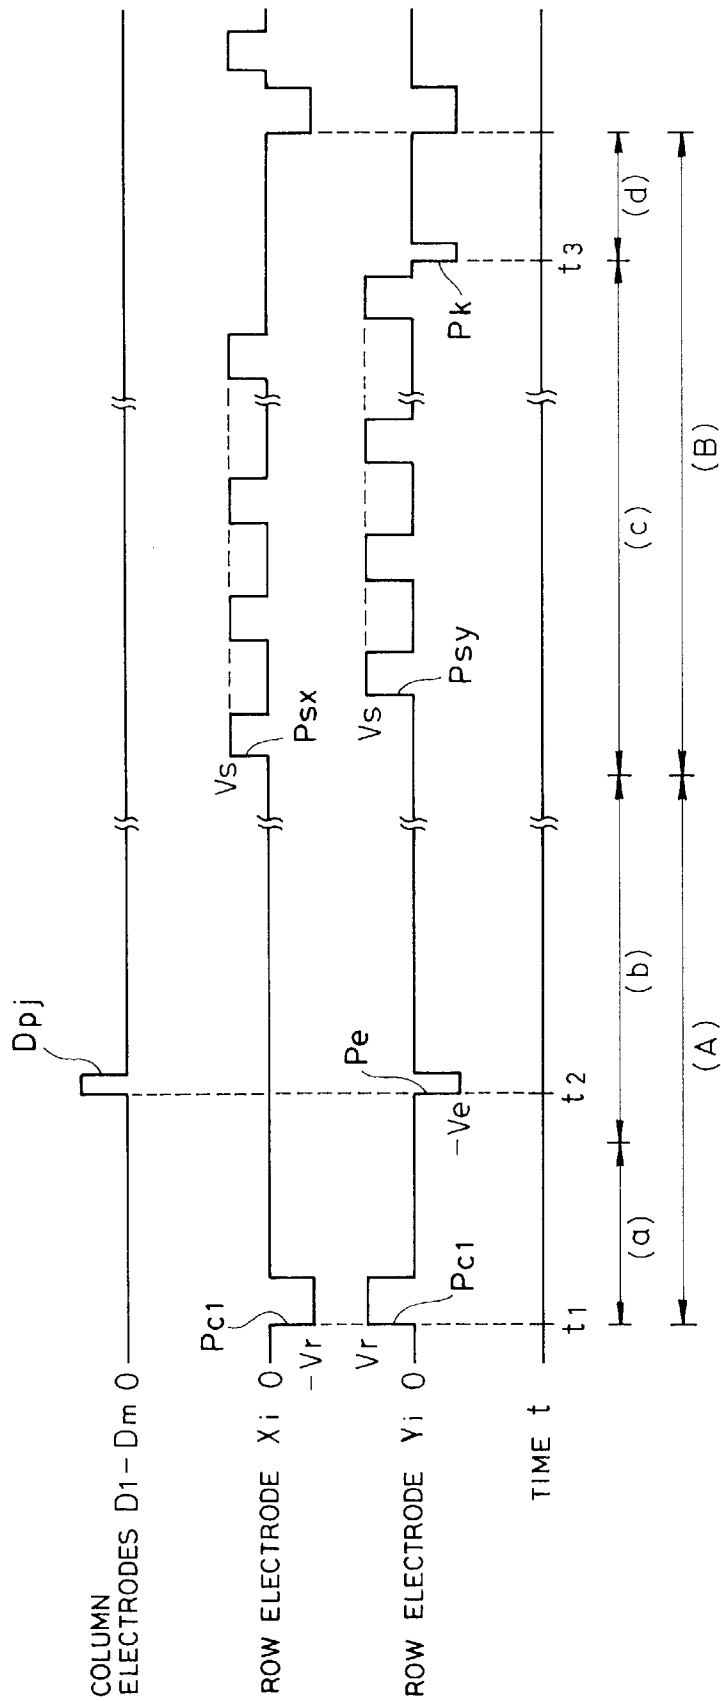 COLUMN
ELECTRODES D1-Dm 0
Dpj
ROW ELECTRODE Xi 0
Pc1
-Vr
Vs
Psx
ROW ELECTRODE Yi 0
Vr
Pc1
Pe
-Ve
Vs
Psy
Pk
TIME t
t1
t2
t3
(a)
(b)
(c)
(d)
(A)
(B)